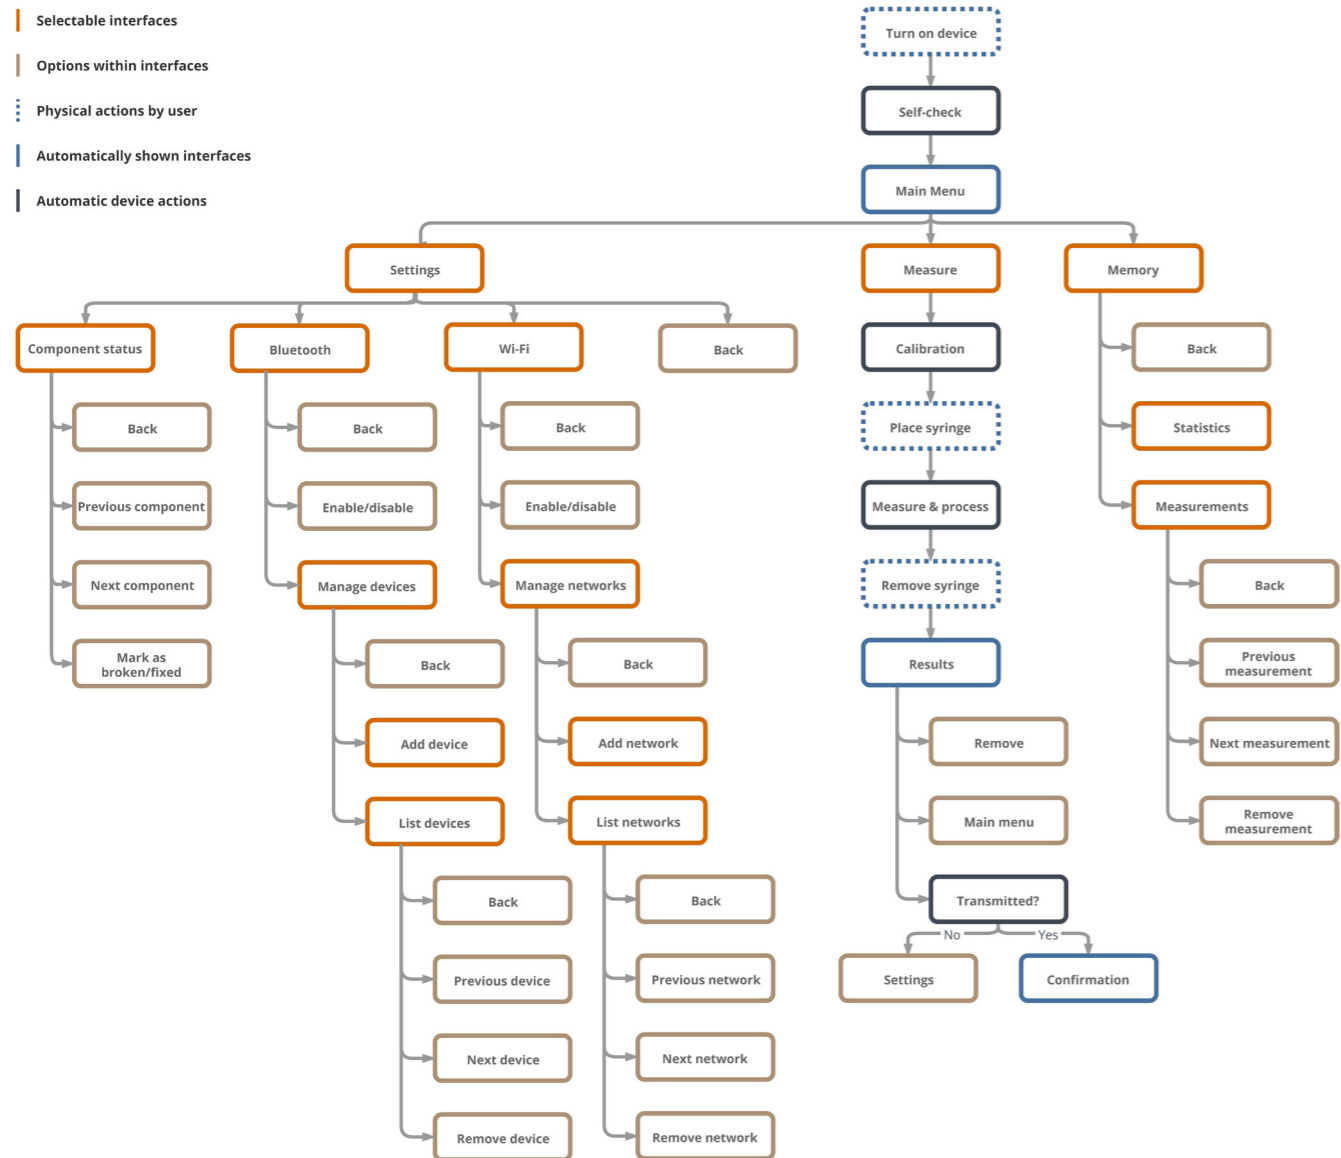 Selectable interfaces
Options within interfaces
Physical actions by user
Automatically shown interfaces
Automatic device actions
Turn on device
Self-check
Main Menu
Settings
Measure
Memory
Component status
Bluetooth
Wi-Fi
Back
Calibration
Back
Back
Back
Back
Place syringe
Statistics
Previous component
Enable/disable
Enable/disable
Measure & process
Measurements
Next component
Manage devices
Manage networks
Remove syringe
Back
Mark as
broken/fixed
Back
Back
Results
Previous
measurement
Add device
Add network
Remove
Next measurement
List devices
List networks
Main menu
Remove
measurement
Back
Back
Transmitted?
No
Yes
Previous device
Previous network
Settings
Confirmation
Next device
Next network
Remove device
Remove network